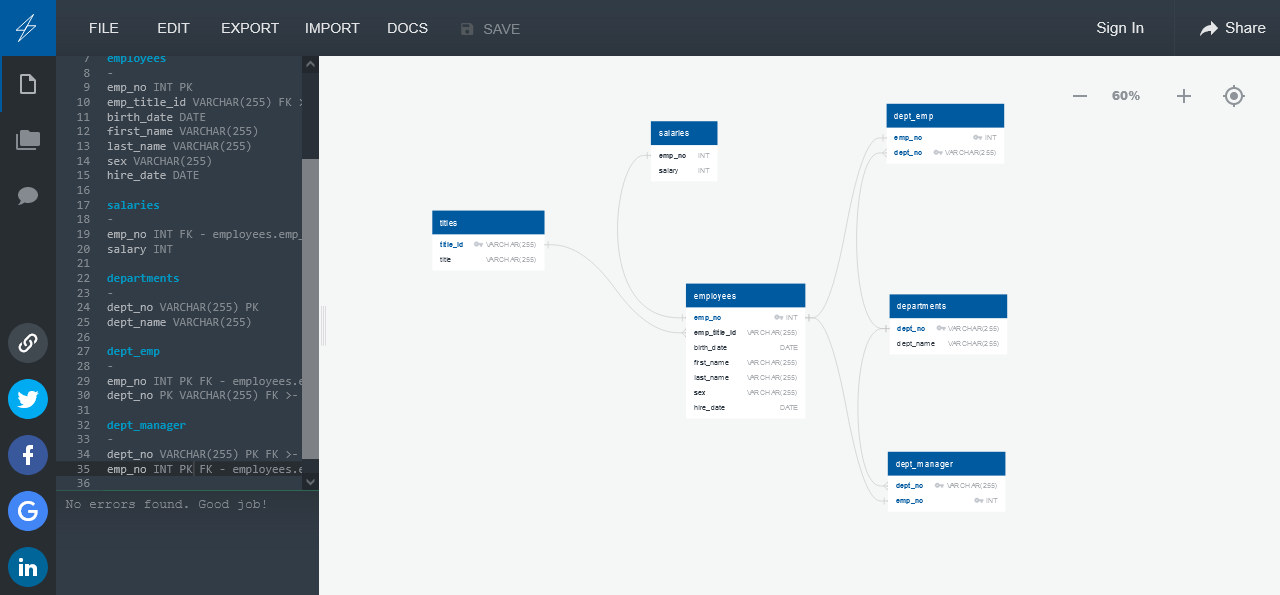 FILE EDIT EXPORT IMPORT DOCS SAVE Sign In Share
7 employees
8 -
9 emp_no INT PK
10 emp_title_id VARCHAR(255) FK >
11 birth_date DATE
12 first_name VARCHAR(255)
13 last_name VARCHAR(255)
14 sex VARCHAR(255)
15 hire_date DATE
16
17 salaries
18 -
19 emp_no INT FK - employees.emp_
20 salary INT
21
22 departments
23 -
24 dept_no VARCHAR(255) PK
25 dept_name VARCHAR(255)
26
27 dept_emp
28 -
29 emp_no INT PK FK - employees.e
30 dept_no PK VARCHAR(255) FK >-
31
32 dept_manager
33 -
34 dept_no VARCHAR(255) PK FK >-
35 emp_no INT PK FK - employees.e
36
No errors found. Good job!
60%
titles
title_id VARCHAR(255)
title VARCHAR(255)
salaries
emp_no INT
salary INT
employees
emp_no INT
emp_title_id VARCHAR(255)
birth_date DATE
first_name VARCHAR(255)
last_name VARCHAR(255)
sex VARCHAR(255)
hire_date DATE
dept_emp
emp_no INT
dept_no VARCHAR(255)
departments
dept_no VARCHAR(255)
dept_name VARCHAR(255)
dept_manager
dept_no VARCHAR(255)
emp_no INT